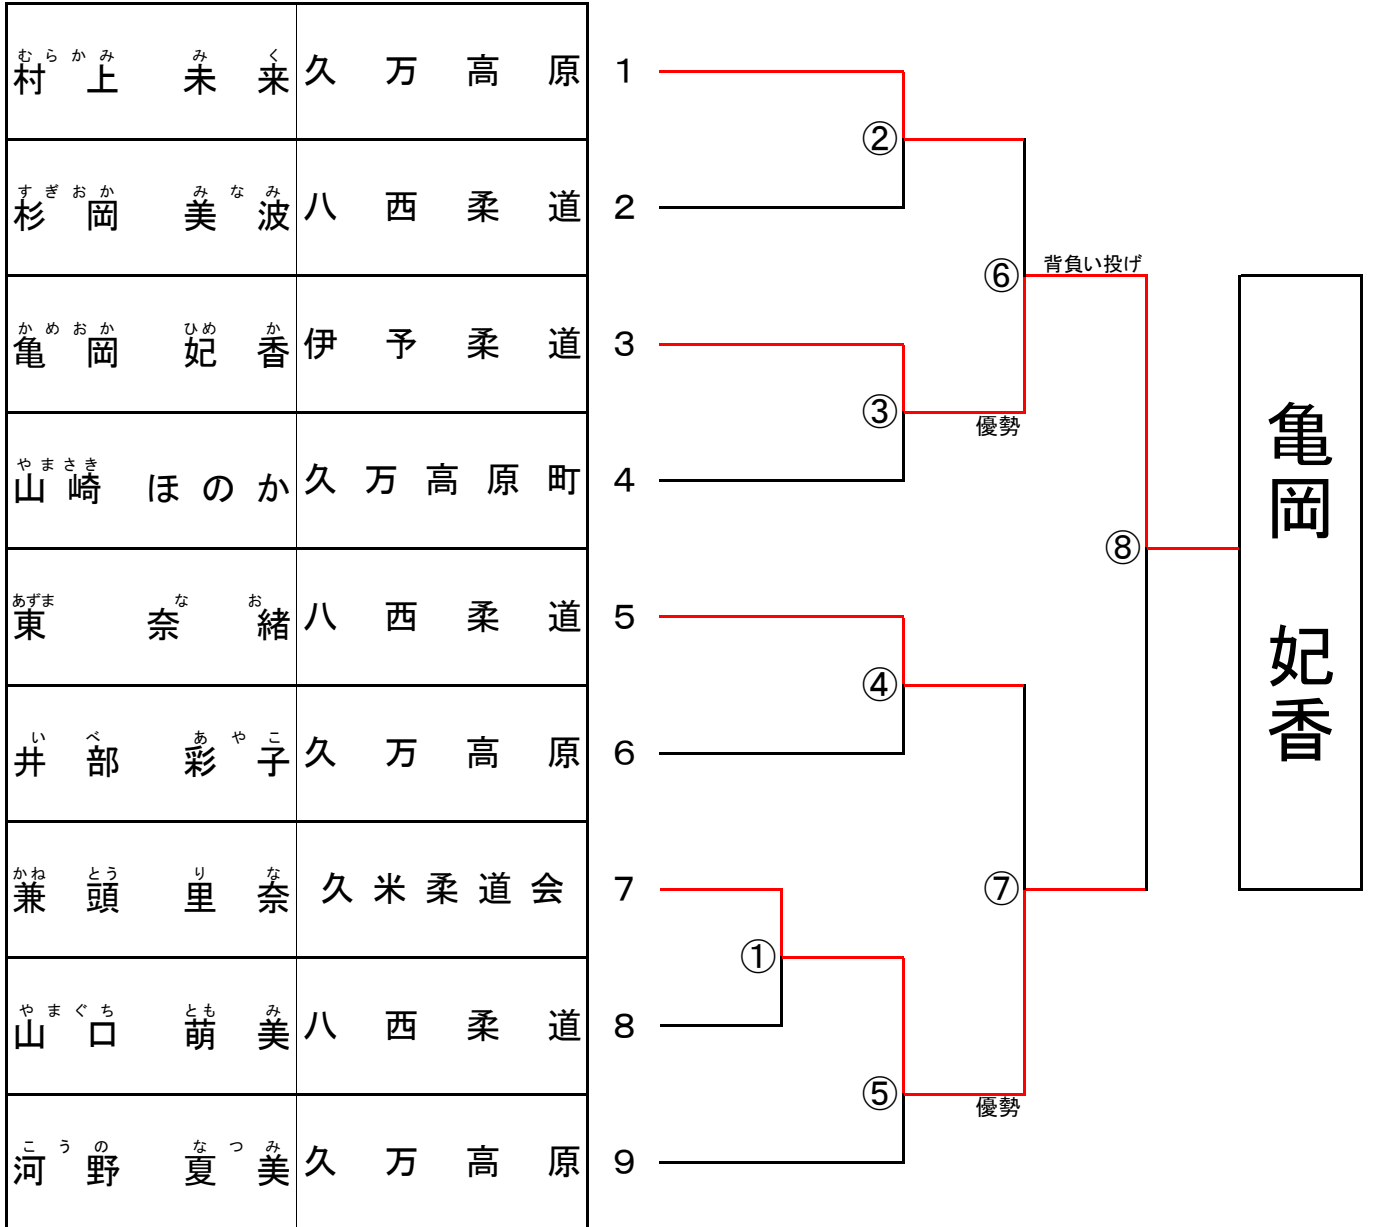 むらかみ みく
村上 未来 久万高原 1
②
すぎおか みなみ
杉岡 美波 八西柔道 2
⑥ 背負い投げ
かめおか ひめか
亀岡 妃香 伊予柔道 3
③ 優勢
やまさき
山崎 ほのか 久万高原町 4
⑧
亀岡 妃香
あずま なお
東 奈緒 八西柔道 5
④
いべ あやこ
井部 彩子 久万高原 6
かねとう りな
兼頭 里奈 久米柔道会 7
⑦
①
やまぐち ともみ
山口 萌美 八西柔道 8
⑤ 優勢
こうの なつみ
河野 夏美 久万高原 9